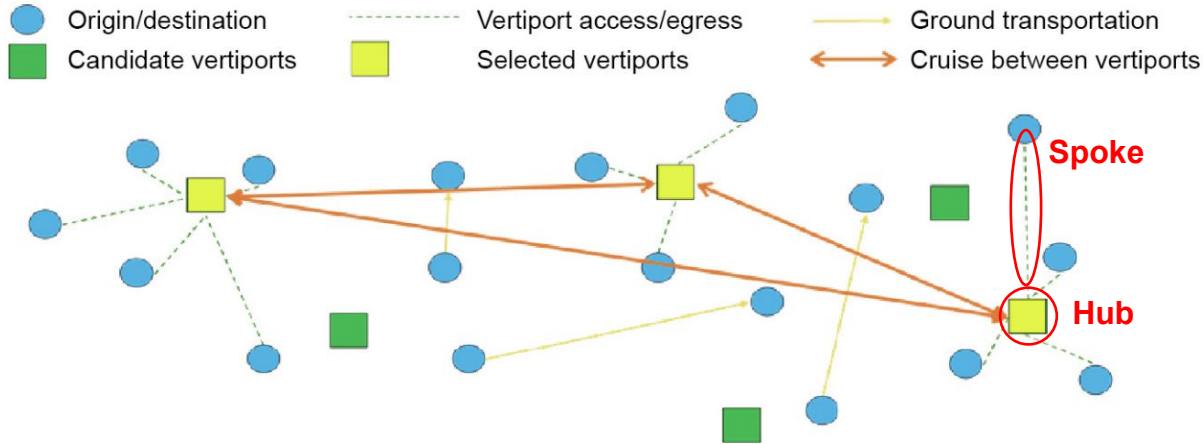 Origin/destination
Vertiport access/egress
Ground transportation
Candidate vertiports
Selected vertiports
Cruise between vertiports
Spoke
Hub